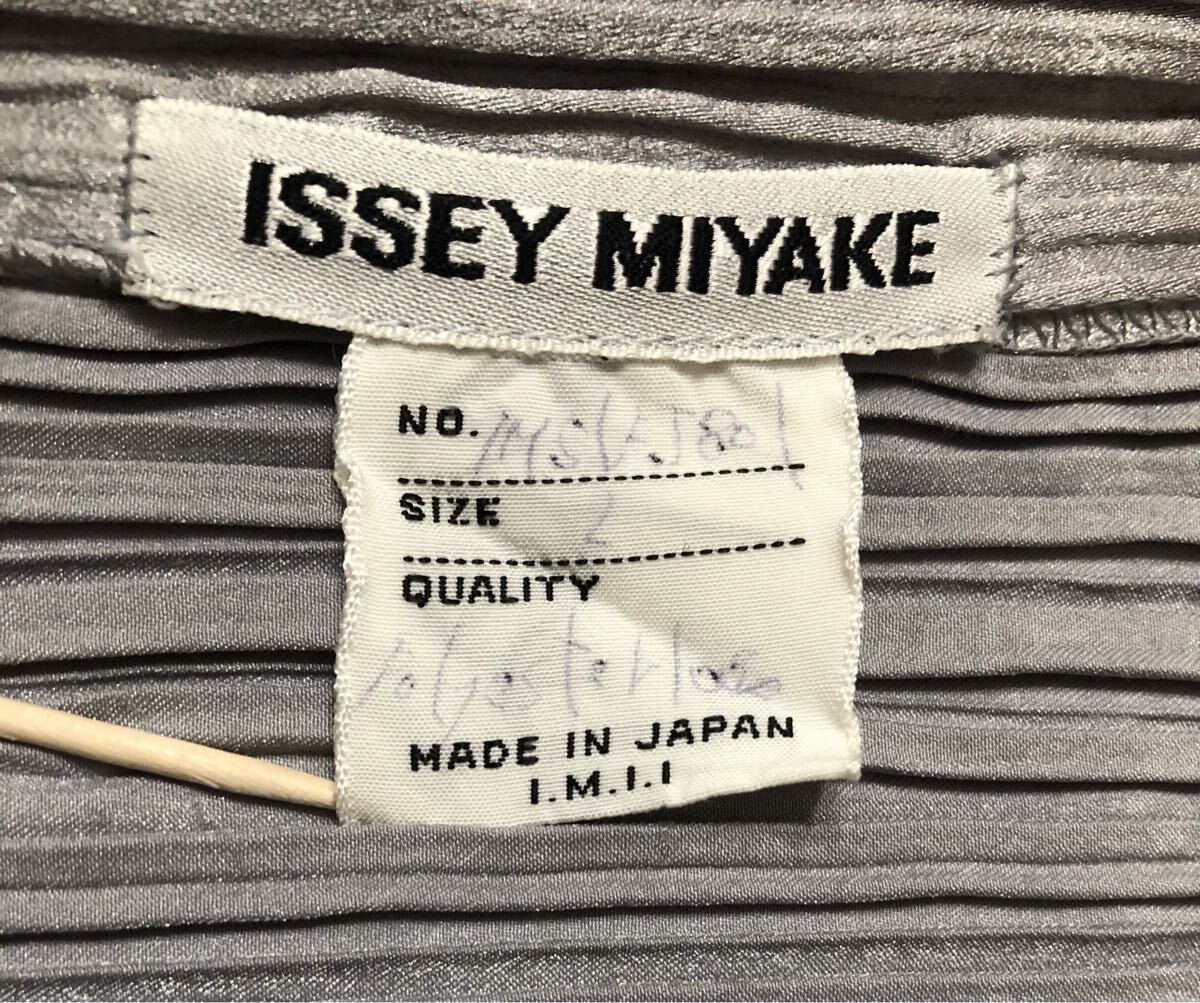 ISSEY MIYAKE
NO.
SIZE L
QUALITY
MADE IN JAPAN
I.M.I.I